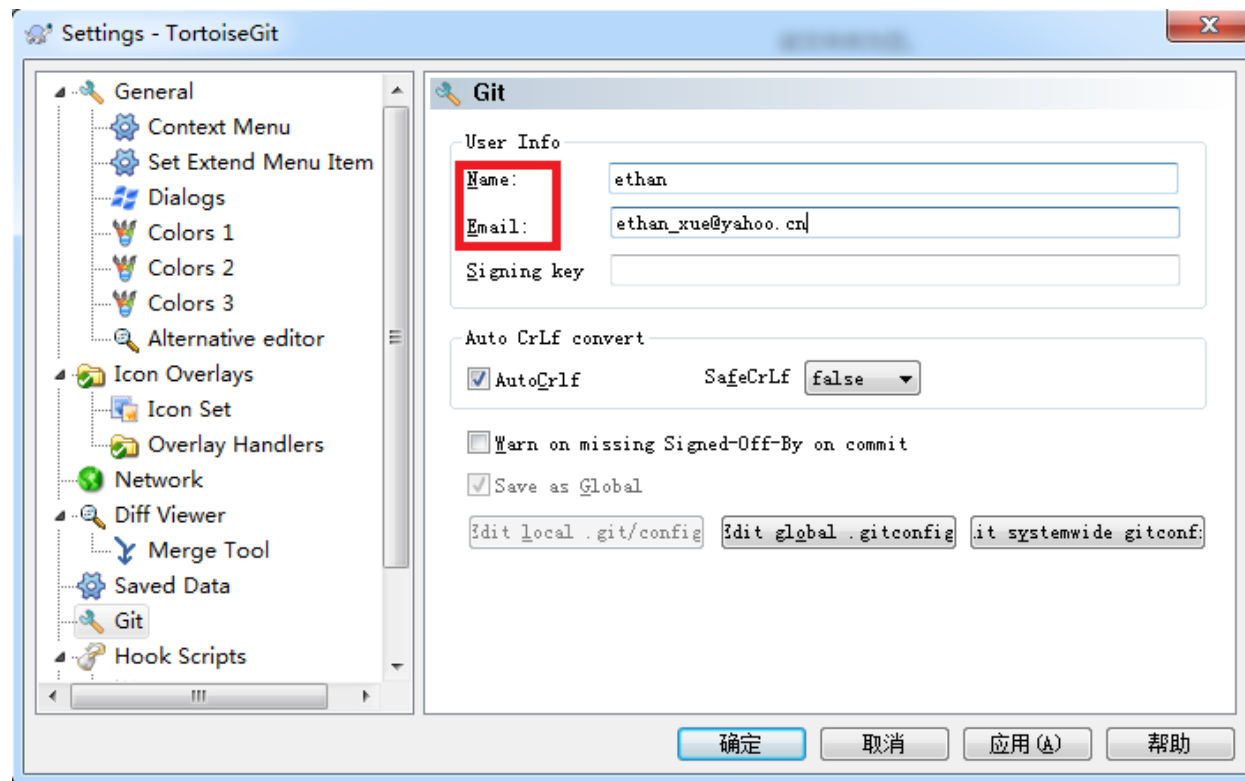 Settings - TortoiseGit
General
Context Menu
Set Extend Menu Item
Dialogs
Colors 1
Colors 2
Colors 3
Alternative editor
Icon Overlays
Icon Set
Overlay Handlers
Network
Diff Viewer
Merge Tool
Saved Data
Git
Hook Scripts
Git
User Info
Name: ethan
Email: ethan_xue@yahoo.cn
Signing key
Auto CrLf convert
AutoCrlf SafeCrLf false
Warn on missing Signed-Off-By on commit
Save as Global
Edit local .git/config Edit global .gitconfig it systemwide gitconf:
确定 取消 应用(A) 帮助